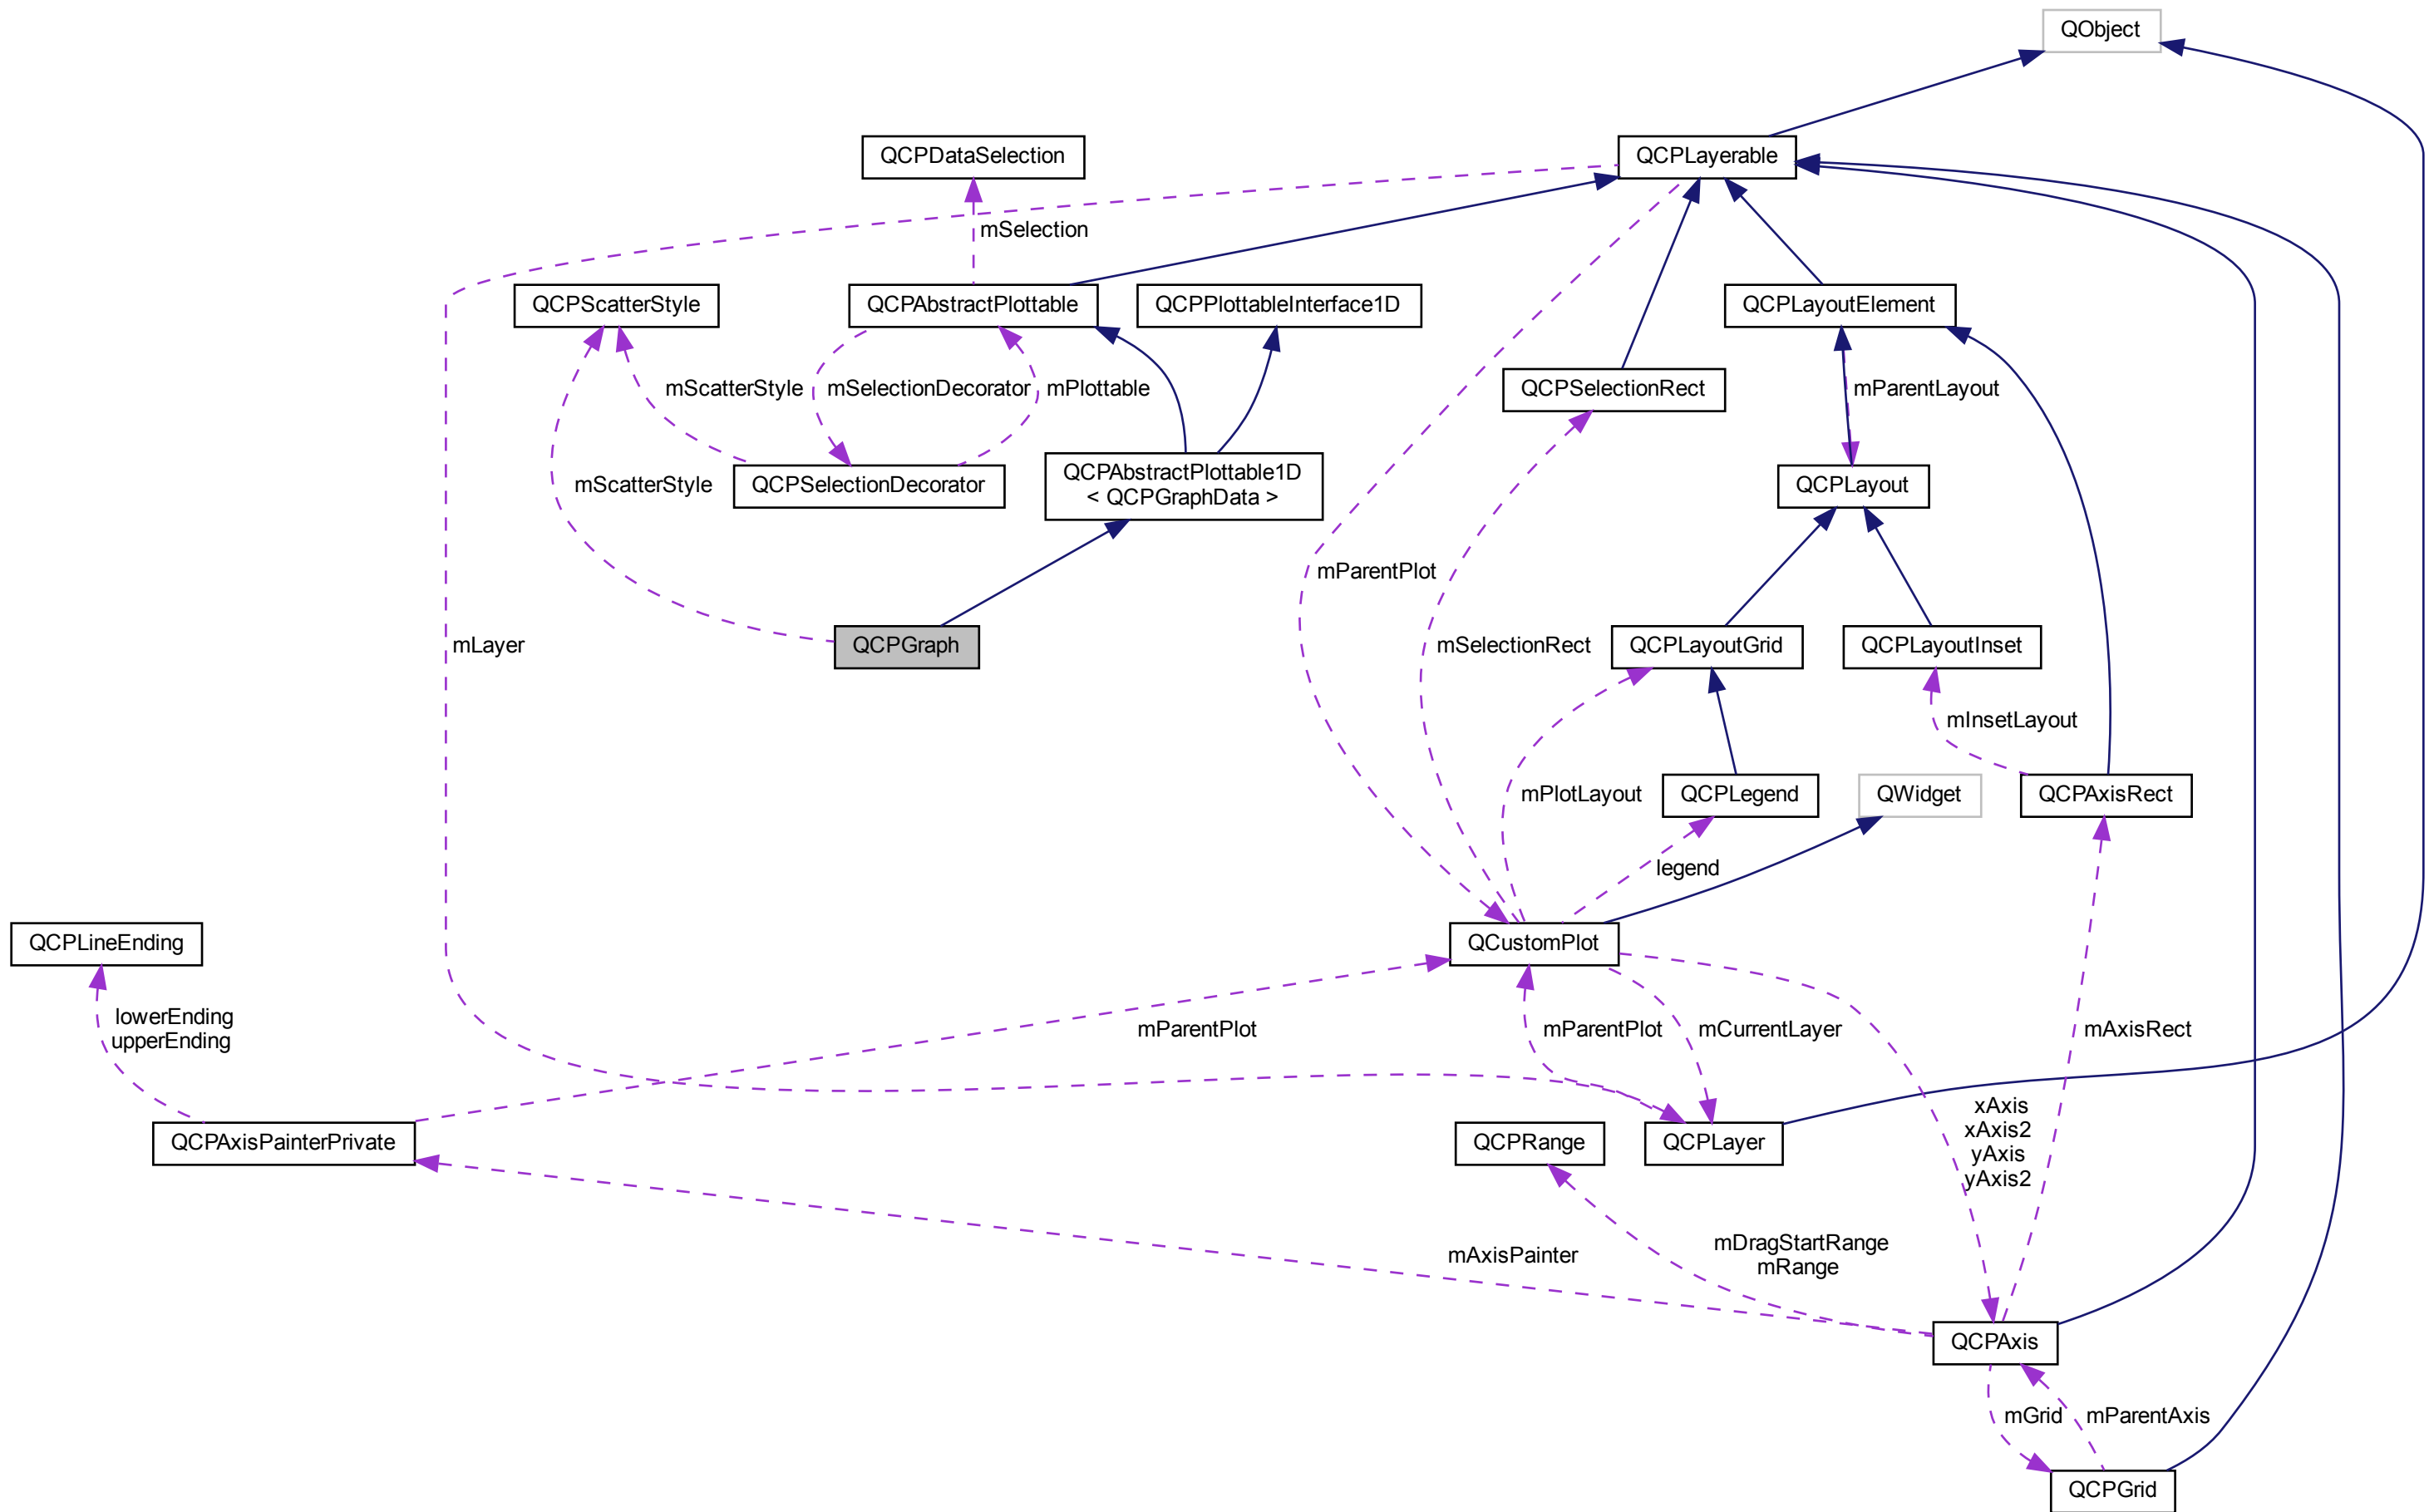 QObject
QCPDataSelection
QCPLayerable
mSelection
QCPScatterStyle
QCPAbstractPlottable
QCPPlottableInterface1D
QCPLayoutElement
mScatterStyle
mSelectionDecorator
mPlottable
QCPSelectionRect
mParentLayout
mScatterStyle
QCPSelectionDecorator
QCPAbstractPlottable1D
< QCPGraphData >
QCPLayout
mParentPlot
mLayer
QCPGraph
mSelectionRect
QCPLayoutGrid
QCPLayoutInset
mInsetLayout
mPlotLayout
QCPLegend
QWidget
QCPAxisRect
legend
QCPLineEnding
QCustomPlot
lowerEnding
upperEnding
mParentPlot
mParentPlot
mCurrentLayer
mAxisRect
xAxis
xAxis2
yAxis
yAxis2
QCPAxisPainterPrivate
QCPRange
QCPLayer
mAxisPainter
mDragStartRange
mRange
QCPAxis
mGrid
mParentAxis
QCPGrid